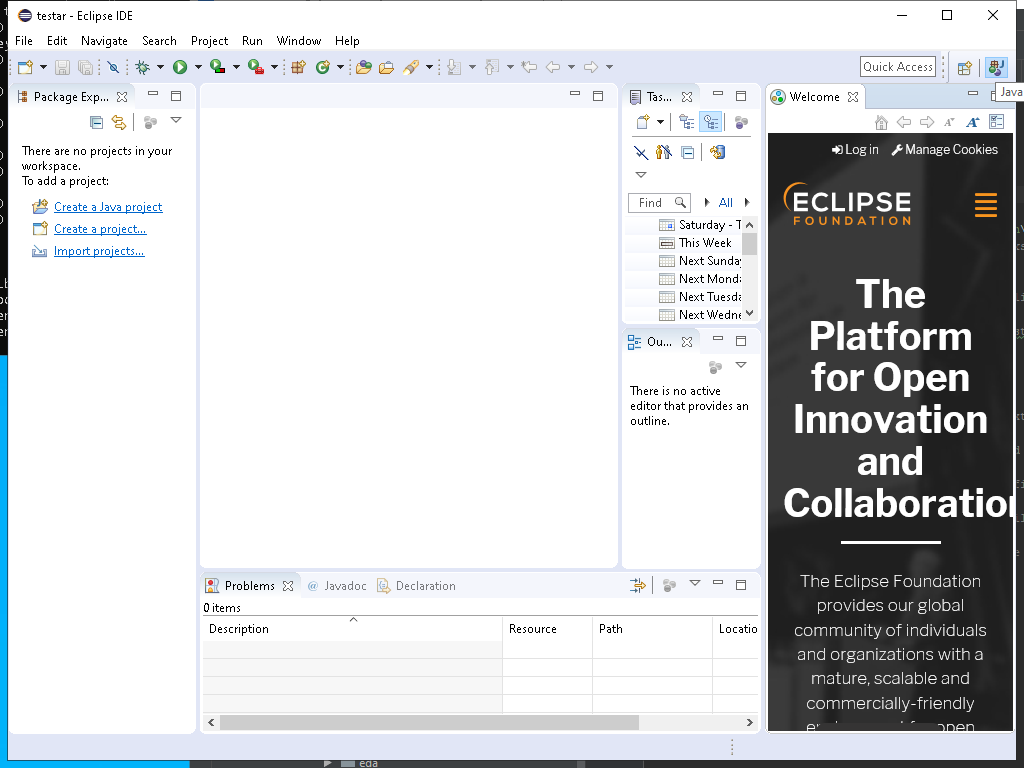 testar - Eclipse IDE
File Edit Navigate Search Project Run Window Help
Quick Access
Java
Package Exp...
There are no projects in your
workspace.
To add a project:
Create a Java project
Create a project...
Import projects...
Tas...
Find
All
Saturday - T
This Week
Next Sunday
Next Monda
Next Tuesda
Next Wedne
Ou...
There is no active
editor that provides an
outline.
Problems
@ Javadoc
Declaration
0 items
Description Resource Path Locatio
Welcome
Log in
Manage Cookies
ECLIPSE
FOUNDATION
The
Platform
for Open
Innovation
and
Collaboration
The Eclipse Foundation
provides our global
community of individuals
and organizations with a
mature, scalable and
commercially-friendly
eda